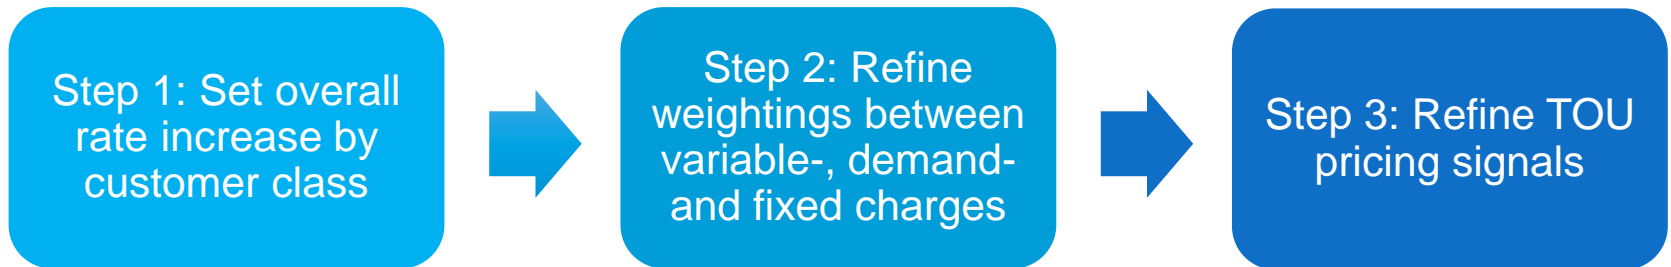 Step 1: Set overall
rate increase by
customer class
Step 2: Refine
weightings between
variable-, demand-
and fixed charges
Step 3: Refine TOU
pricing signals